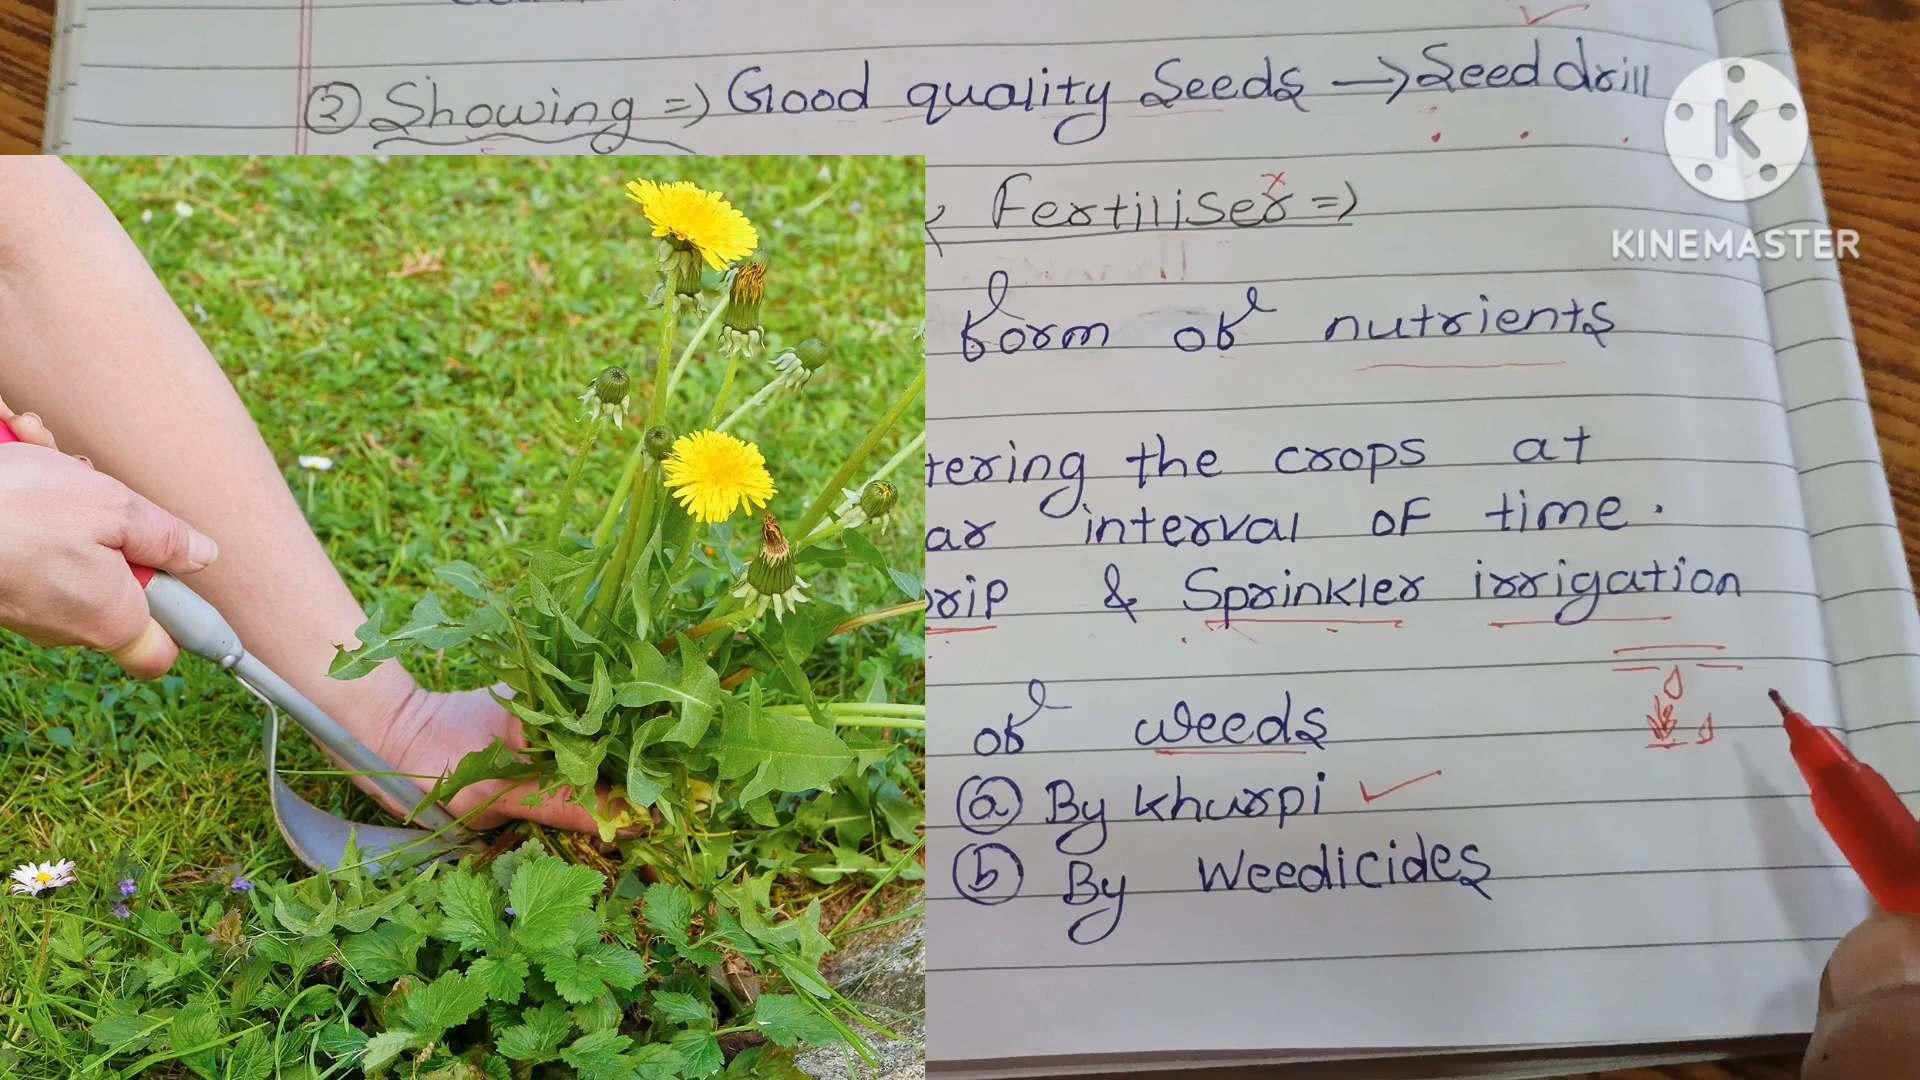 ② Showing => Good quality Seeds → Seed drill
K
KINEMASTER
Fertiliser =>
form of nutrients
tering the crops at
ar interval of time.
rip & Sprinkler irrigation
of weeds
ⓐ By khurpi ✓
ⓑ By Weedicides